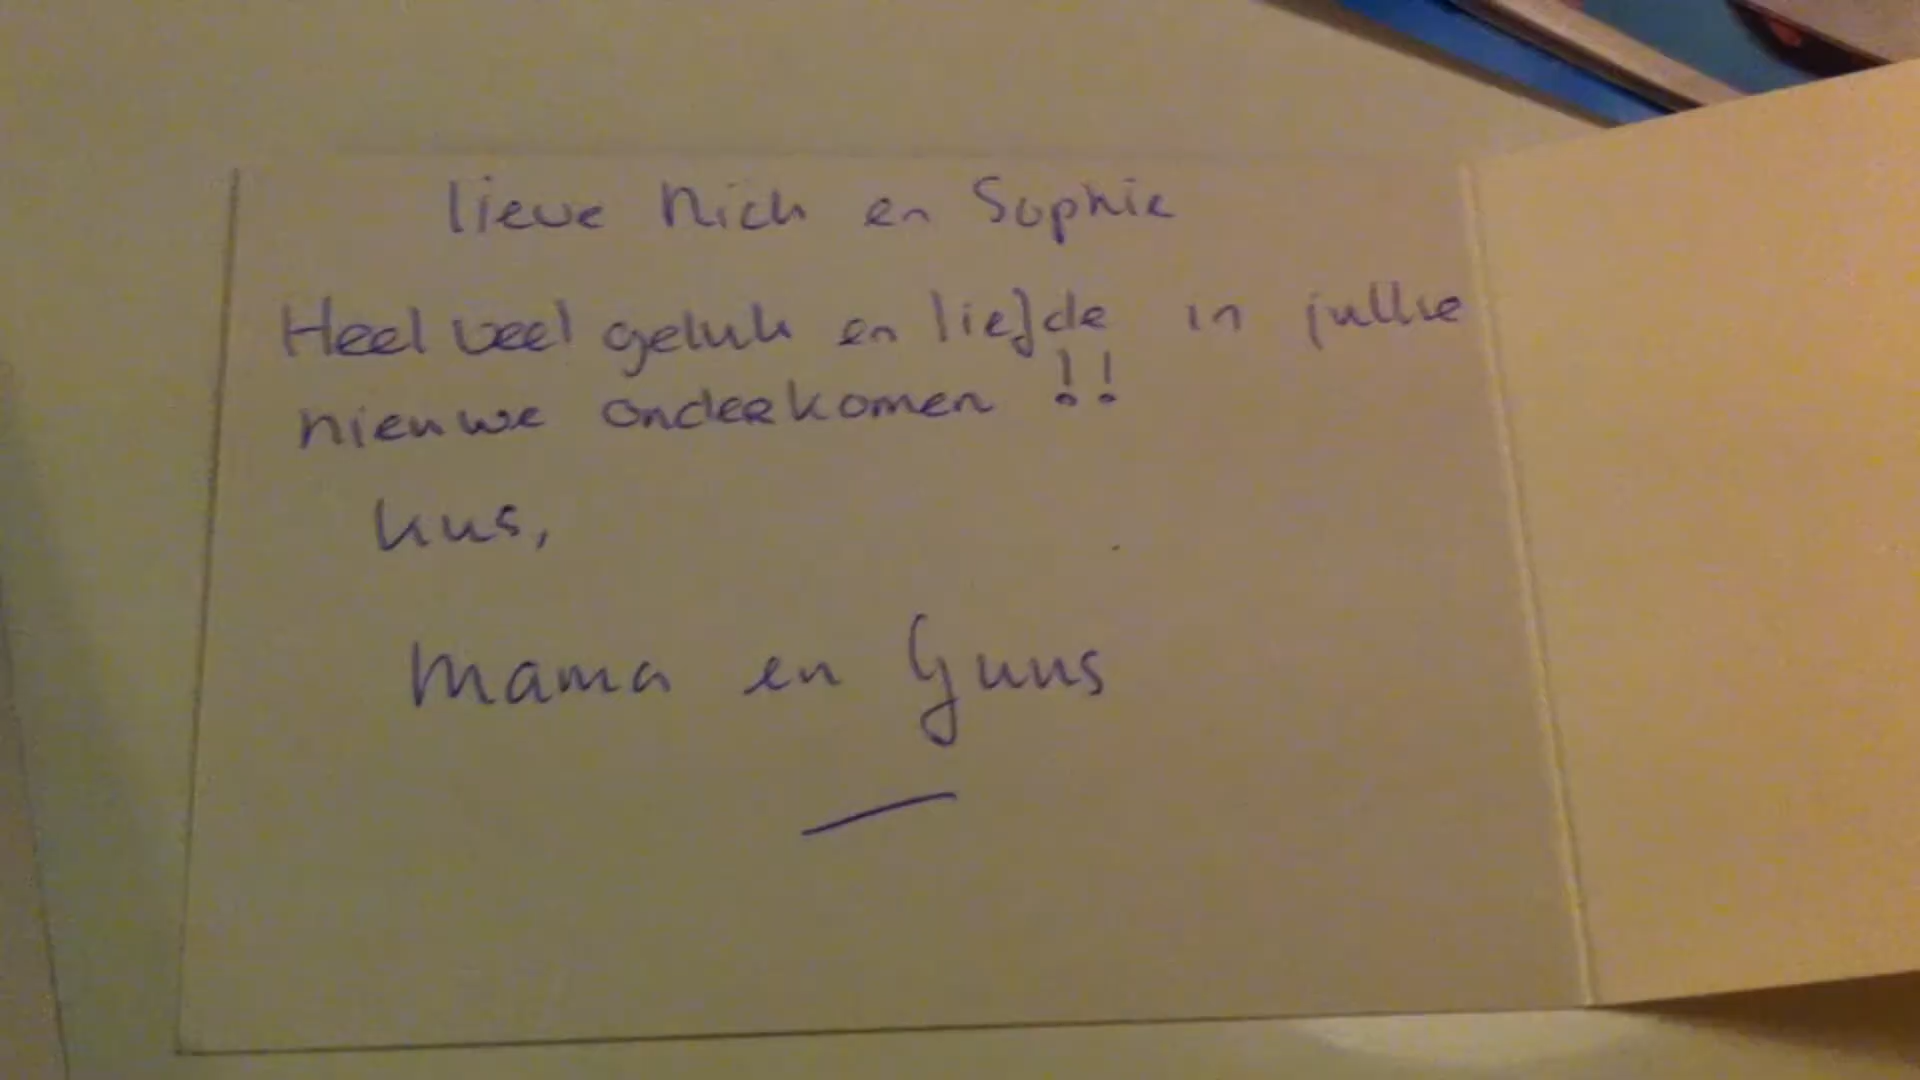 lieve Nick en Sophie
Heel veel geluk en liefde in jullie
nieuwe onderkomen !!
kus,
Mama en Guus